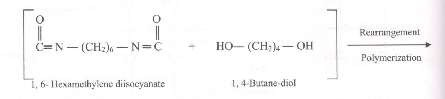 O O
C=N — (CH₂)₆ — N=C + HO— (CH₂)₄ — OH
Rearrangement
Polymerization
1, 6- Hexamethylene diisocyanate
1, 4-Butane-diol